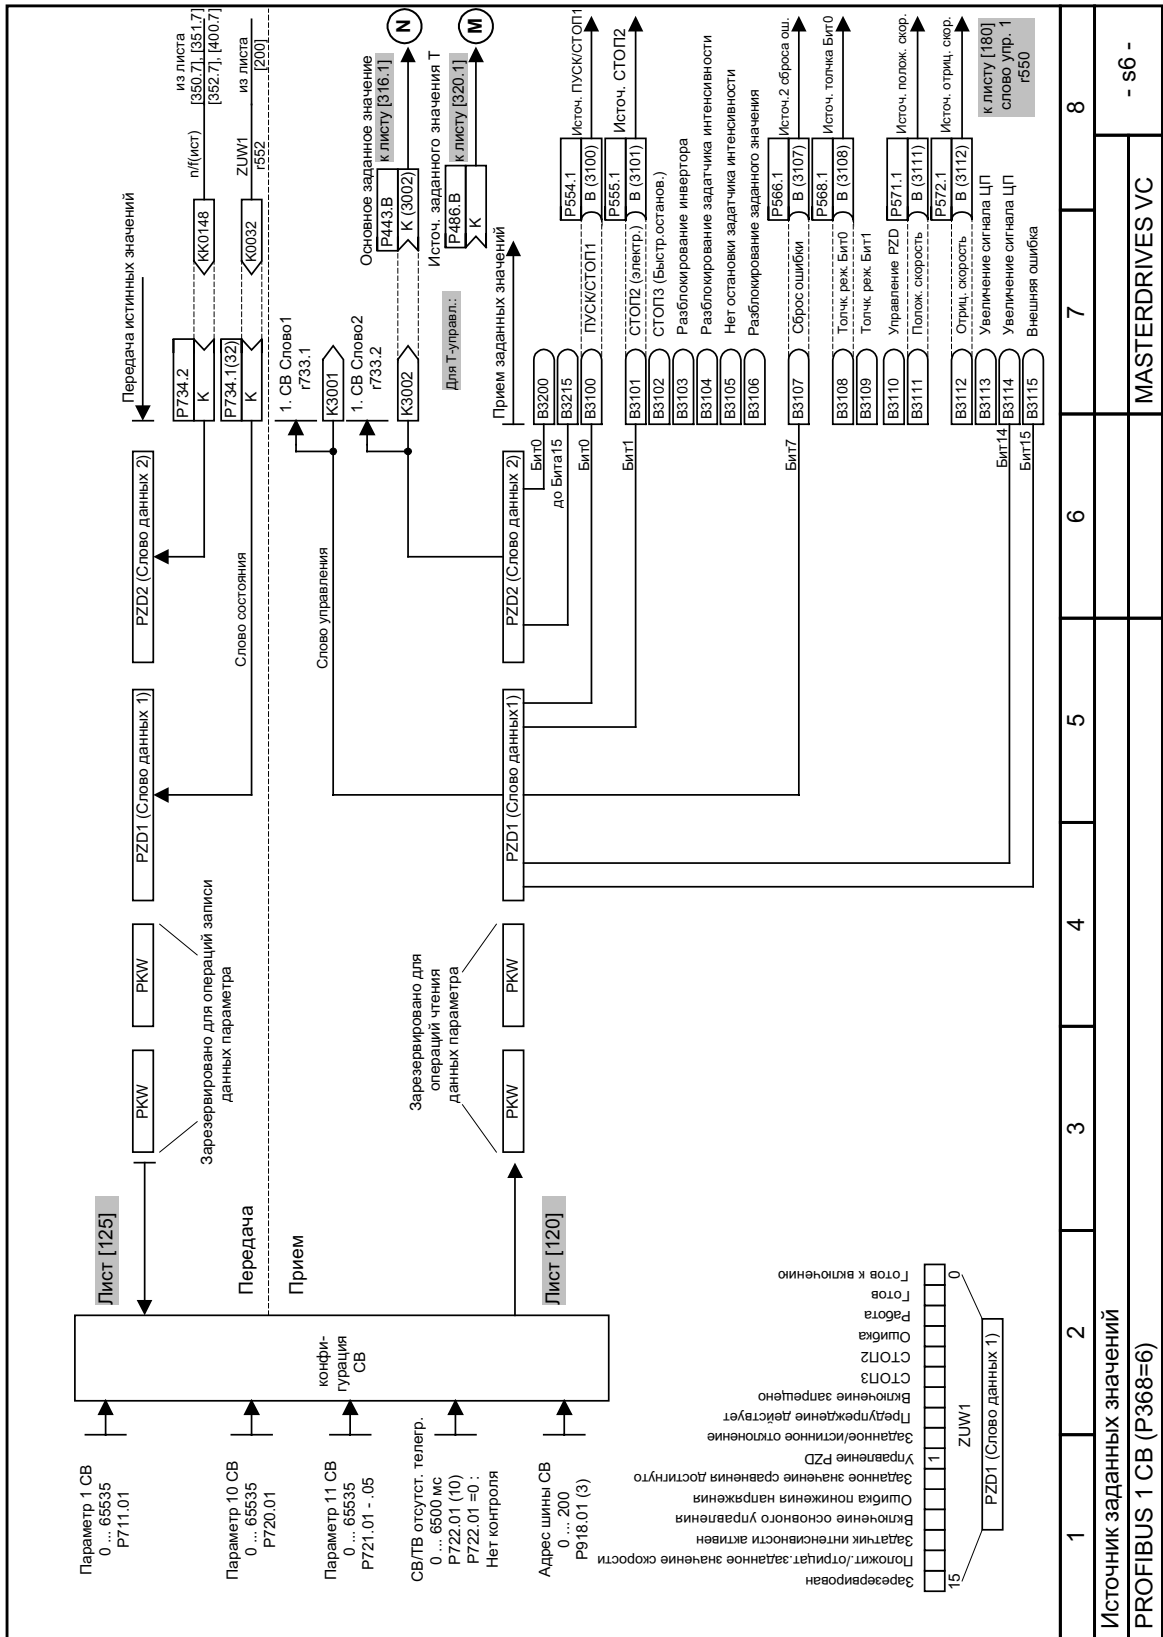 Параметр 1 CB
0 ... 65535
P711.01
Параметр 10 CB
0 ... 65535
P720.01
Параметр 11 CB
0 ... 65535
P721.01 - .05
CB/TB отсутст. телегр.
0 ... 6500 мс
P722.01 (10)
P722.01 =0 :
Нет контроля
Адрес шины CB
0 ... 200
P918.01 (3)
конфи-
гурация
CB
Лист [125]
Передача
Прием
Лист [120]
PKW
PKW
Зарезервировано для операций записи
данных параметра
PZD1 (Слово данных 1)
PZD2 (Слово данных 2)
Слово состояния
Передача истинных значений
P734.2
K
KK0148
n/f(ист)
из листа
[350.7], [351.7]
[352.7], [400.7]
P734.1(32)
K
K0032
ZUW1
r552
из листа
[200]
Слово управления
1. CB Слово1
r733.1
K3001
1. CB Слово2
r733.2
K3002
Основное заданное значение
P443.B
K (3002)
к листу [316.1]
N
Источ. заданного значения T
P486.B
K
к листу [320.1]
M
Для Т-управл.:
Прием заданных значений
PKW
PKW
Зарезервировано для
операций чтения
данных параметра
PZD1 (Слово данных1)
PZD2 (Слово данных 2)
Бит0
B3200
до Бита15
B3215
Бит0
B3100
ПУСК/СТОП1
P554.1
B (3100)
Источ. ПУСК/СТОП1
Бит1
B3101
СТОП2 (электр.)
P555.1
B (3101)
Источ. СТОП2
B3102
СТОП3 (Быстр.останов.)
B3103
Разблокирование инвертора
B3104
Разблокирование задатчика интенсивности
B3105
Нет остановки задатчика интенсивности
B3106
Разблокирование заданного значения
Бит7
B3107
Сброс ошибки
P566.1
B (3107)
Источ.2 сброса ош.
B3108
Толчк. реж. Бит0
P568.1
B (3108)
Источ. толчка Бит0
B3109
Толчк. реж. Бит1
B3110
Управление PZD
B3111
Полож. скорость
P571.1
B (3111)
Источ. полож. скор.
B3112
Отриц. скорость
P572.1
B (3112)
Источ. отриц. скор.
B3113
Увеличение сигнала ЦП
Бит14
B3114
Увеличение сигнала ЦП
Бит15
B3115
Внешняя ошибка
к листу [180]
слово упр. 1
r550
Готов к включению
Готов
Работа
Ошибка
СТОП2
СТОП3
Включение запрещено
Предупреждение действует
Заданное/истинное отклонение
Управление PZD
Заданное значение сравнения достигнуто
Ошибка понижения напряжения
Включение основного управления
Задатчик интенсивности активен
Положит./отрицат.заданное значение скорости
Зарезервирован
1
15
0
ZUW1
PZD1 (Слово данных 1)
1
2
3
4
5
6
7
8
Источник заданных значений
PROFIBUS 1 CB (P368=6)
MASTERDRIVES VC
- s6 -